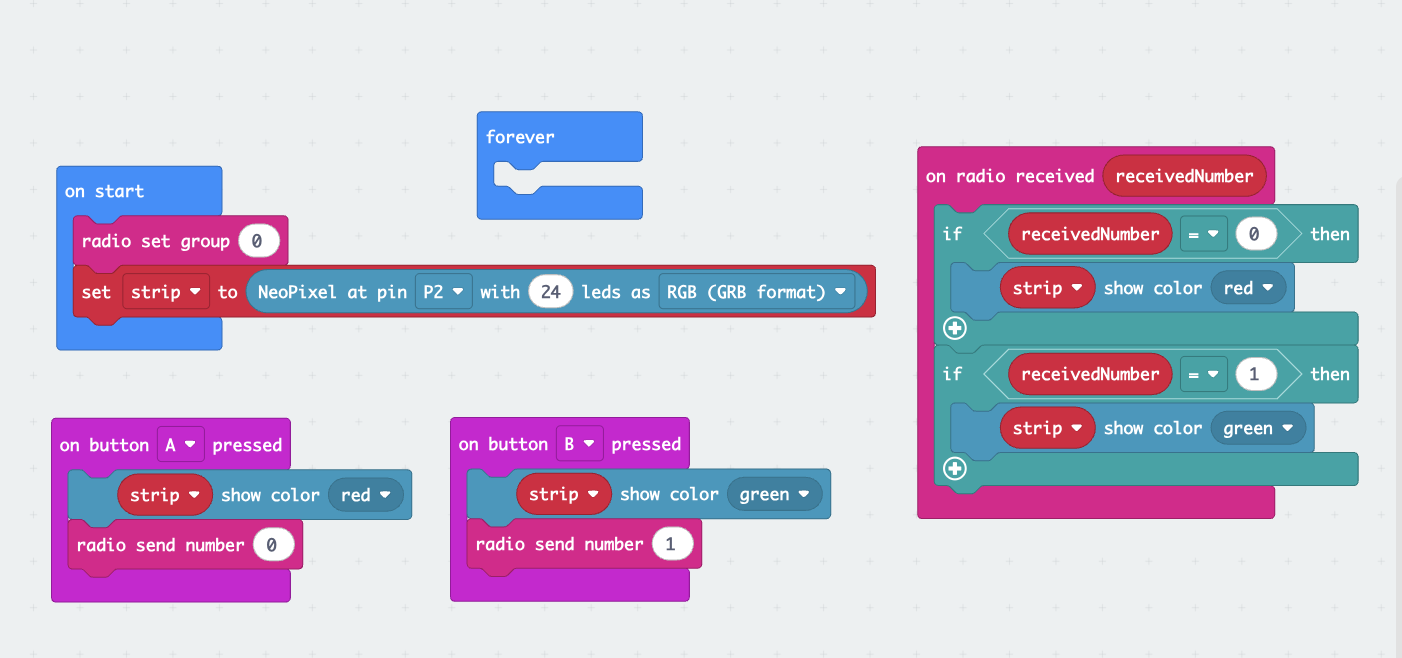 on start
radio set group 0
set strip to NeoPixel at pin P2 with 24 leds as RGB (GRB format)
forever
on button A pressed
strip show color red
radio send number 0
on button B pressed
strip show color green
radio send number 1
on radio received receivedNumber
if receivedNumber = 0 then
strip show color red
if receivedNumber = 1 then
strip show color green